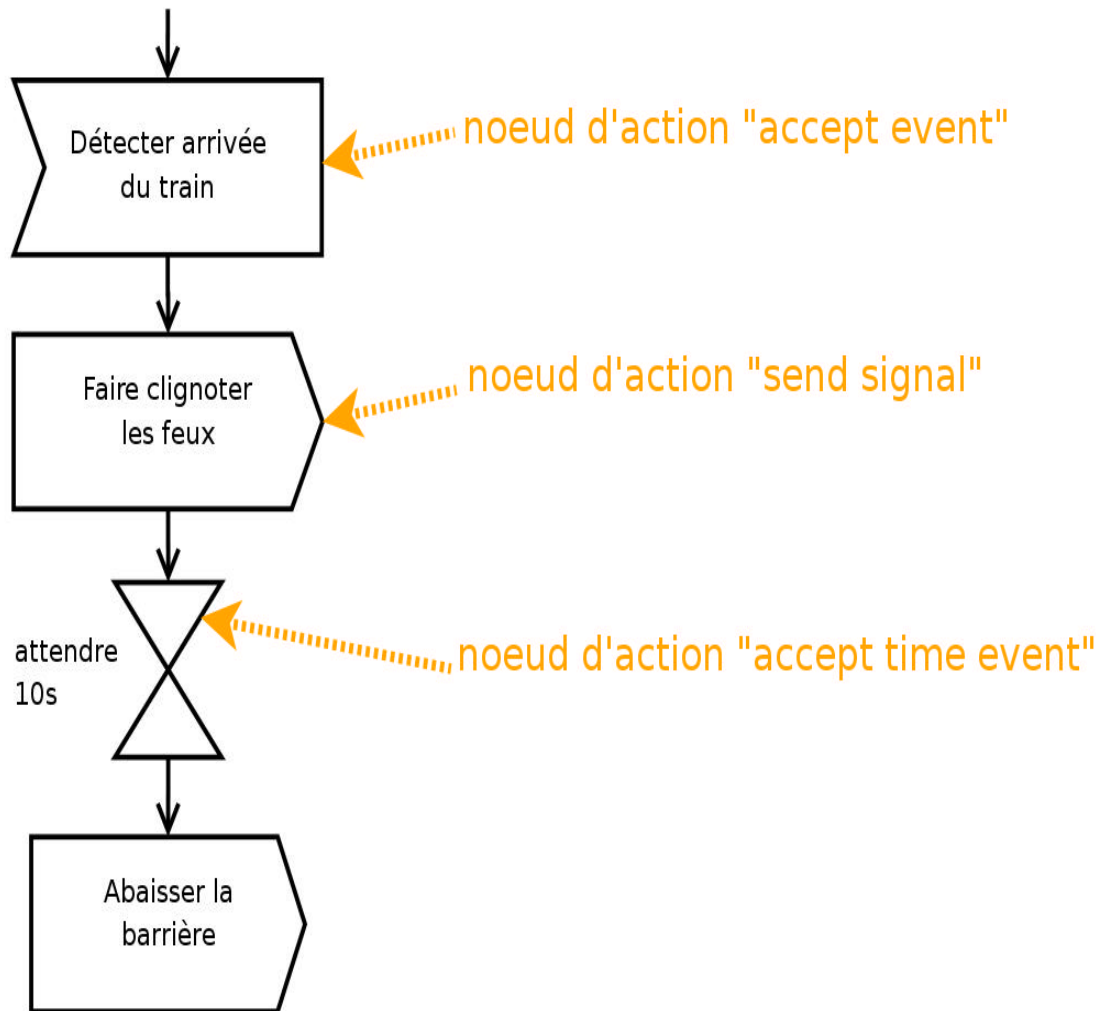 Détecter arrivée
du train
noeud d'action "accept event"
Faire clignoter
les feux
noeud d'action "send signal"
attendre
10s
noeud d'action "accept time event"
Abaisser la
barrière